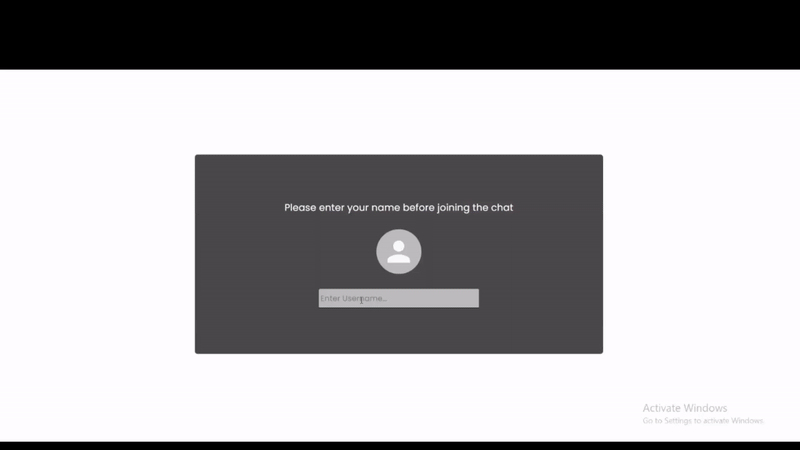 Please enter your name before joining the chat
Enter Username...
Activate Windows
Go to Settings to activate Windows.